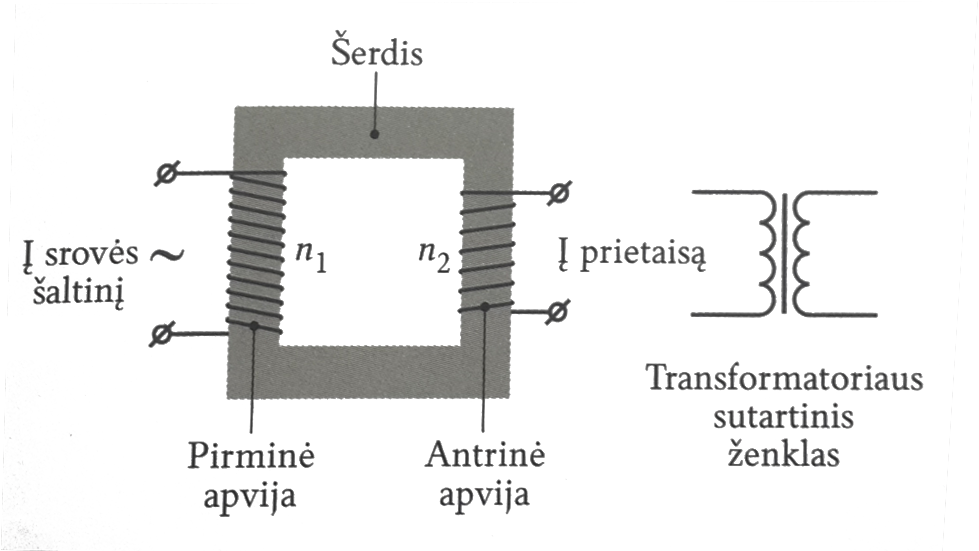 Šerdis
Į srovės ~
šaltinį
n1
n2
Į prietaisą
Pirminė
apvija
Antrinė
apvija
Transformatoriaus
sutartinis
ženklas